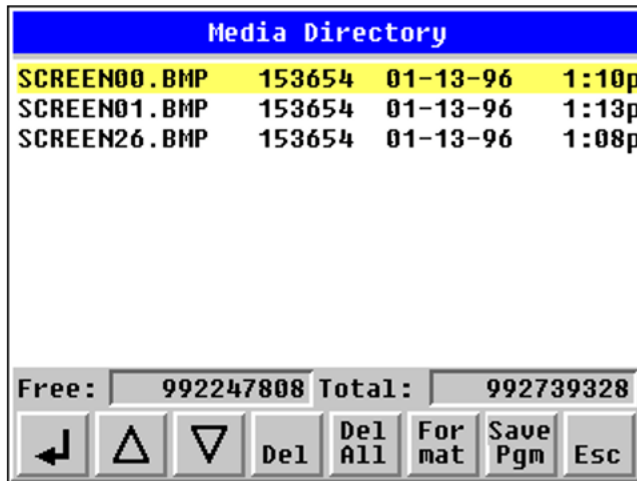 Media Directory
SCREEN00.BMP 153654 01-13-96 1:10p
SCREEN01.BMP 153654 01-13-96 1:13p
SCREEN26.BMP 153654 01-13-96 1:08p
Free: 992247808 Total: 992739328
Del Del All For mat Save Pgm Esc